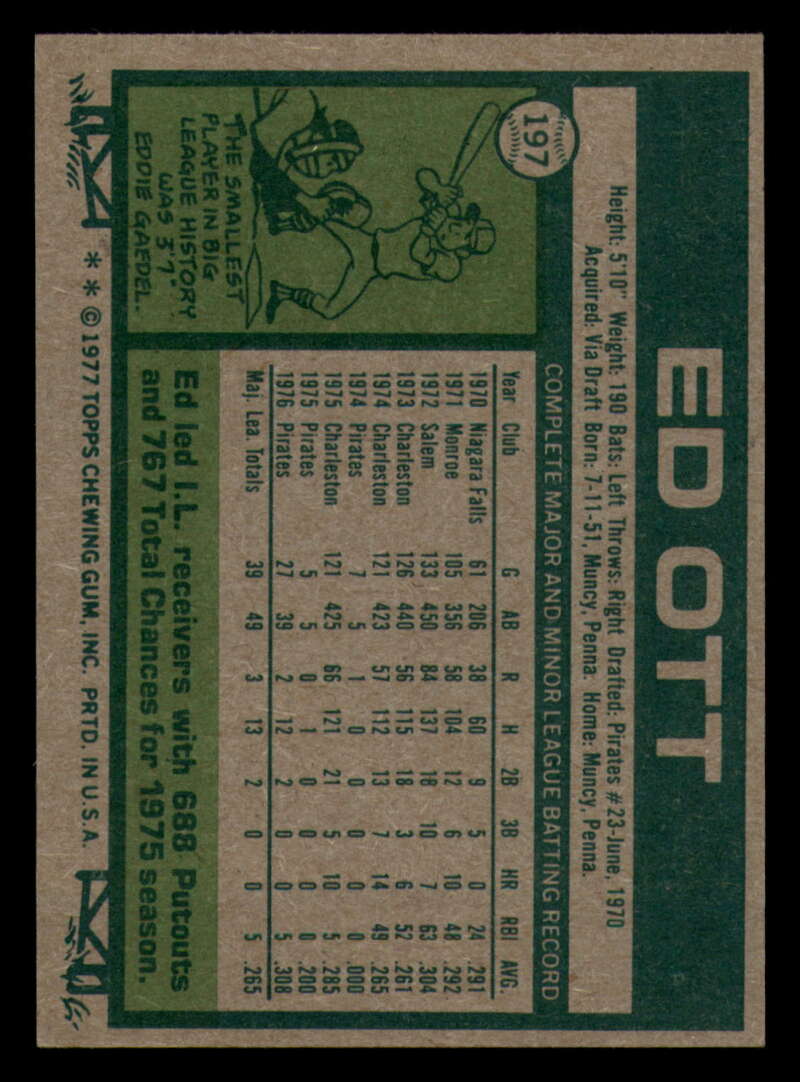 197
ED OTT
Height: 5'10" Weight: 190 Bats: Left Throws: Right Drafted: Pirates #23-June, 1970
Acquired: Via Draft Born: 7-11-51, Muncy, Penna. Home: Muncy, Penna.
COMPLETE MAJOR AND MINOR LEAGUE BATTING RECORD
Year Club G AB R H 2B 3B HR RBI AVG.
1970 Niagara Falls 61 206 38 60 9 5 0 24 .291
1971 Monroe 105 356 58 104 12 6 10 48 .292
1972 Salem 133 450 84 137 18 10 7 63 .304
1973 Charleston 126 440 56 115 18 3 6 52 .261
1974 Charleston 121 423 57 112 13 7 14 49 .265
1974 Pirates 7 5 1 0 0 0 0 0 .000
1975 Charleston 121 425 66 121 21 5 10 5 .285
1975 Pirates 5 5 0 1 0 0 0 0 .200
1976 Pirates 27 39 2 12 2 0 0 5 .308
Maj. Lea. Totals 39 49 3 13 2 0 0 5 .265
THE SMALLEST
PLAYER IN BIG
LEAGUE HISTORY
WAS 3'7"
EDDIE GAEDEL.
Ed led I.L. receivers with 688 Putouts
and 767 Total Chances for 1975 season.
* * © 1977 TOPPS CHEWING GUM, INC. PRTD. IN U.S.A.